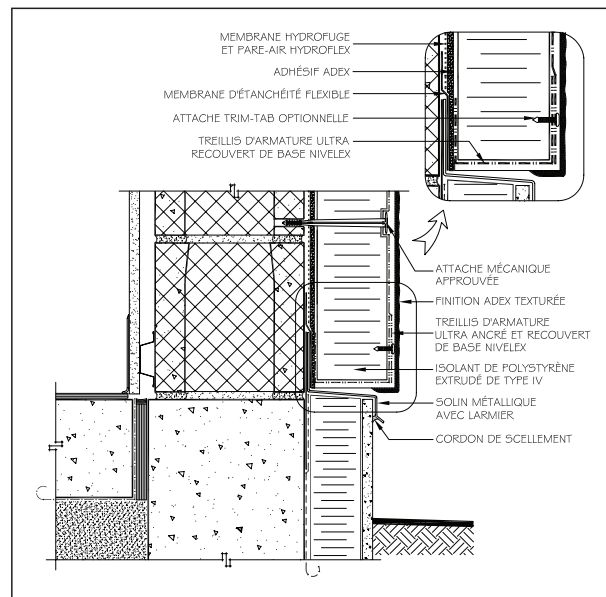 MEMBRANE HYDROFUGE
ET PARE-AIR HYDROFLEX
ADHÉSIF ADEX
MEMBRANE D'ÉTANCHÉITÉ FLEXIBLE
ATTACHE TRIM-TAB OPTIONNELLE
TREILLIS D'ARMATURE ULTRA
RECOUVERT DE BASE NIVELEX
ATTACHE MÉCANIQUE
APPROUVÉE
FINITION ADEX TEXTURÉE
TREILLIS D'ARMATURE
ULTRA ANCRÉ ET RECOUVERT
DE BASE NIVELEX
ISOLANT DE POLYSTYRÈNE
EXTRUDÉ DE TYPE IV
SOLIN MÉTALLIQUE
AVEC LARMIER
CORDON DE SCELLEMENT